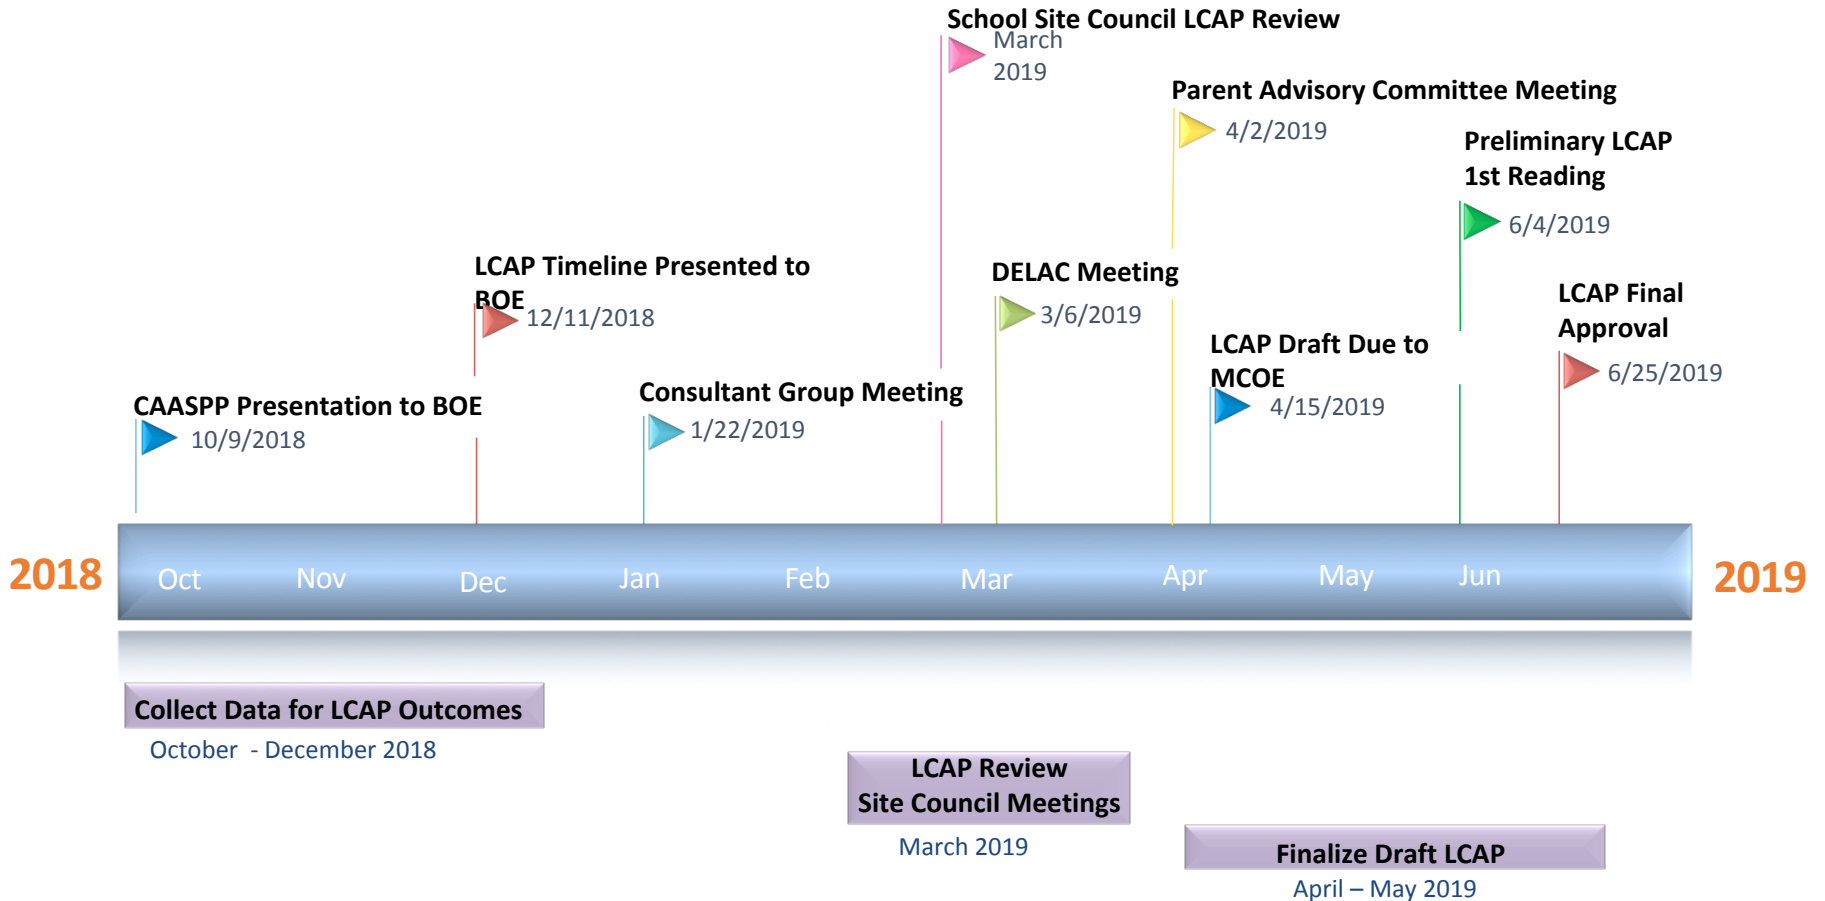 School Site Council LCAP Review
March
2019
Parent Advisory Committee Meeting
4/2/2019
Preliminary LCAP
1st Reading
6/4/2019
LCAP Timeline Presented to
BOE
12/11/2018
DELAC Meeting
3/6/2019
LCAP Final
Approval
6/25/2019
LCAP Draft Due to
MCOE
4/15/2019
CAASPP Presentation to BOE
10/9/2018
Consultant Group Meeting
1/22/2019
2018
Oct
Nov
Dec
Jan
Feb
Mar
Apr
May
Jun
2019
Collect Data for LCAP Outcomes
October - December 2018
LCAP Review
Site Council Meetings
March 2019
Finalize Draft LCAP
April – May 2019